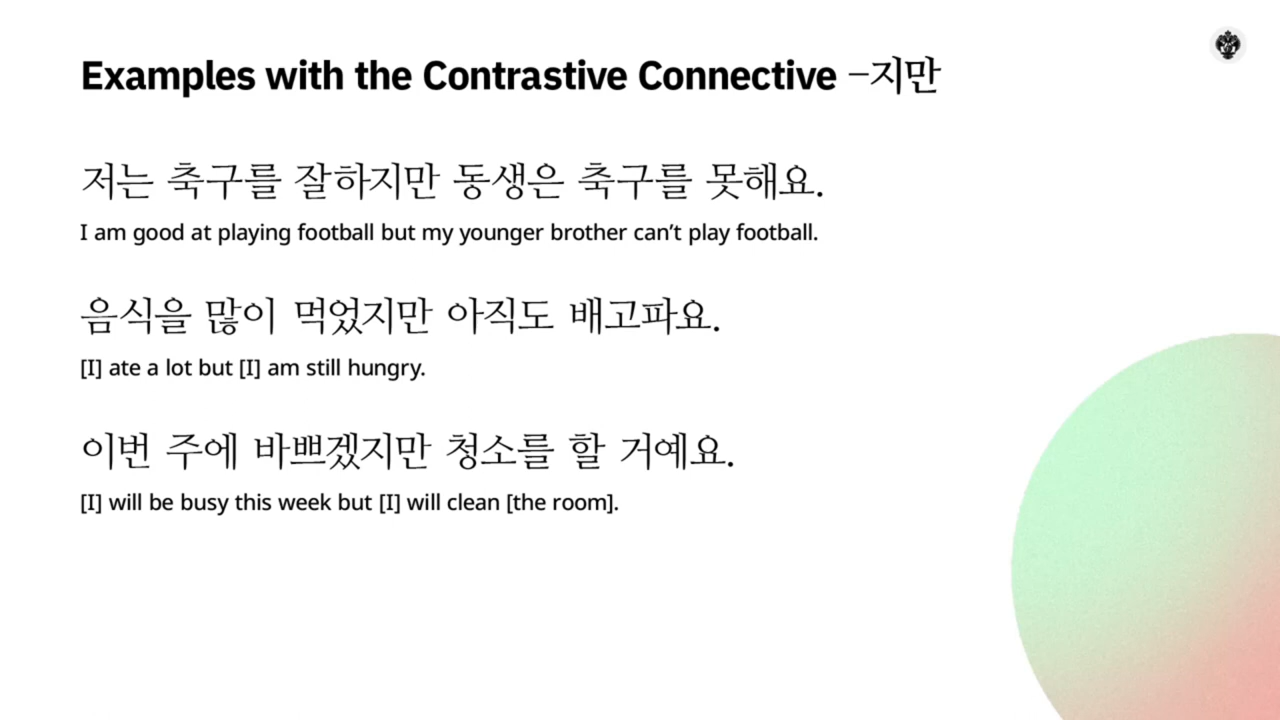 Examples with the Contrastive Connective –지만
저는 축구를 잘하지만 동생은 축구를 못해요.
I am good at playing football but my younger brother can’t play football.
음식을 많이 먹었지만 아직도 배고파요.
[I] ate a lot but [I] am still hungry.
이번 주에 바쁘겠지만 청소를 할 거예요.
[I] will be busy this week but [I] will clean [the room].